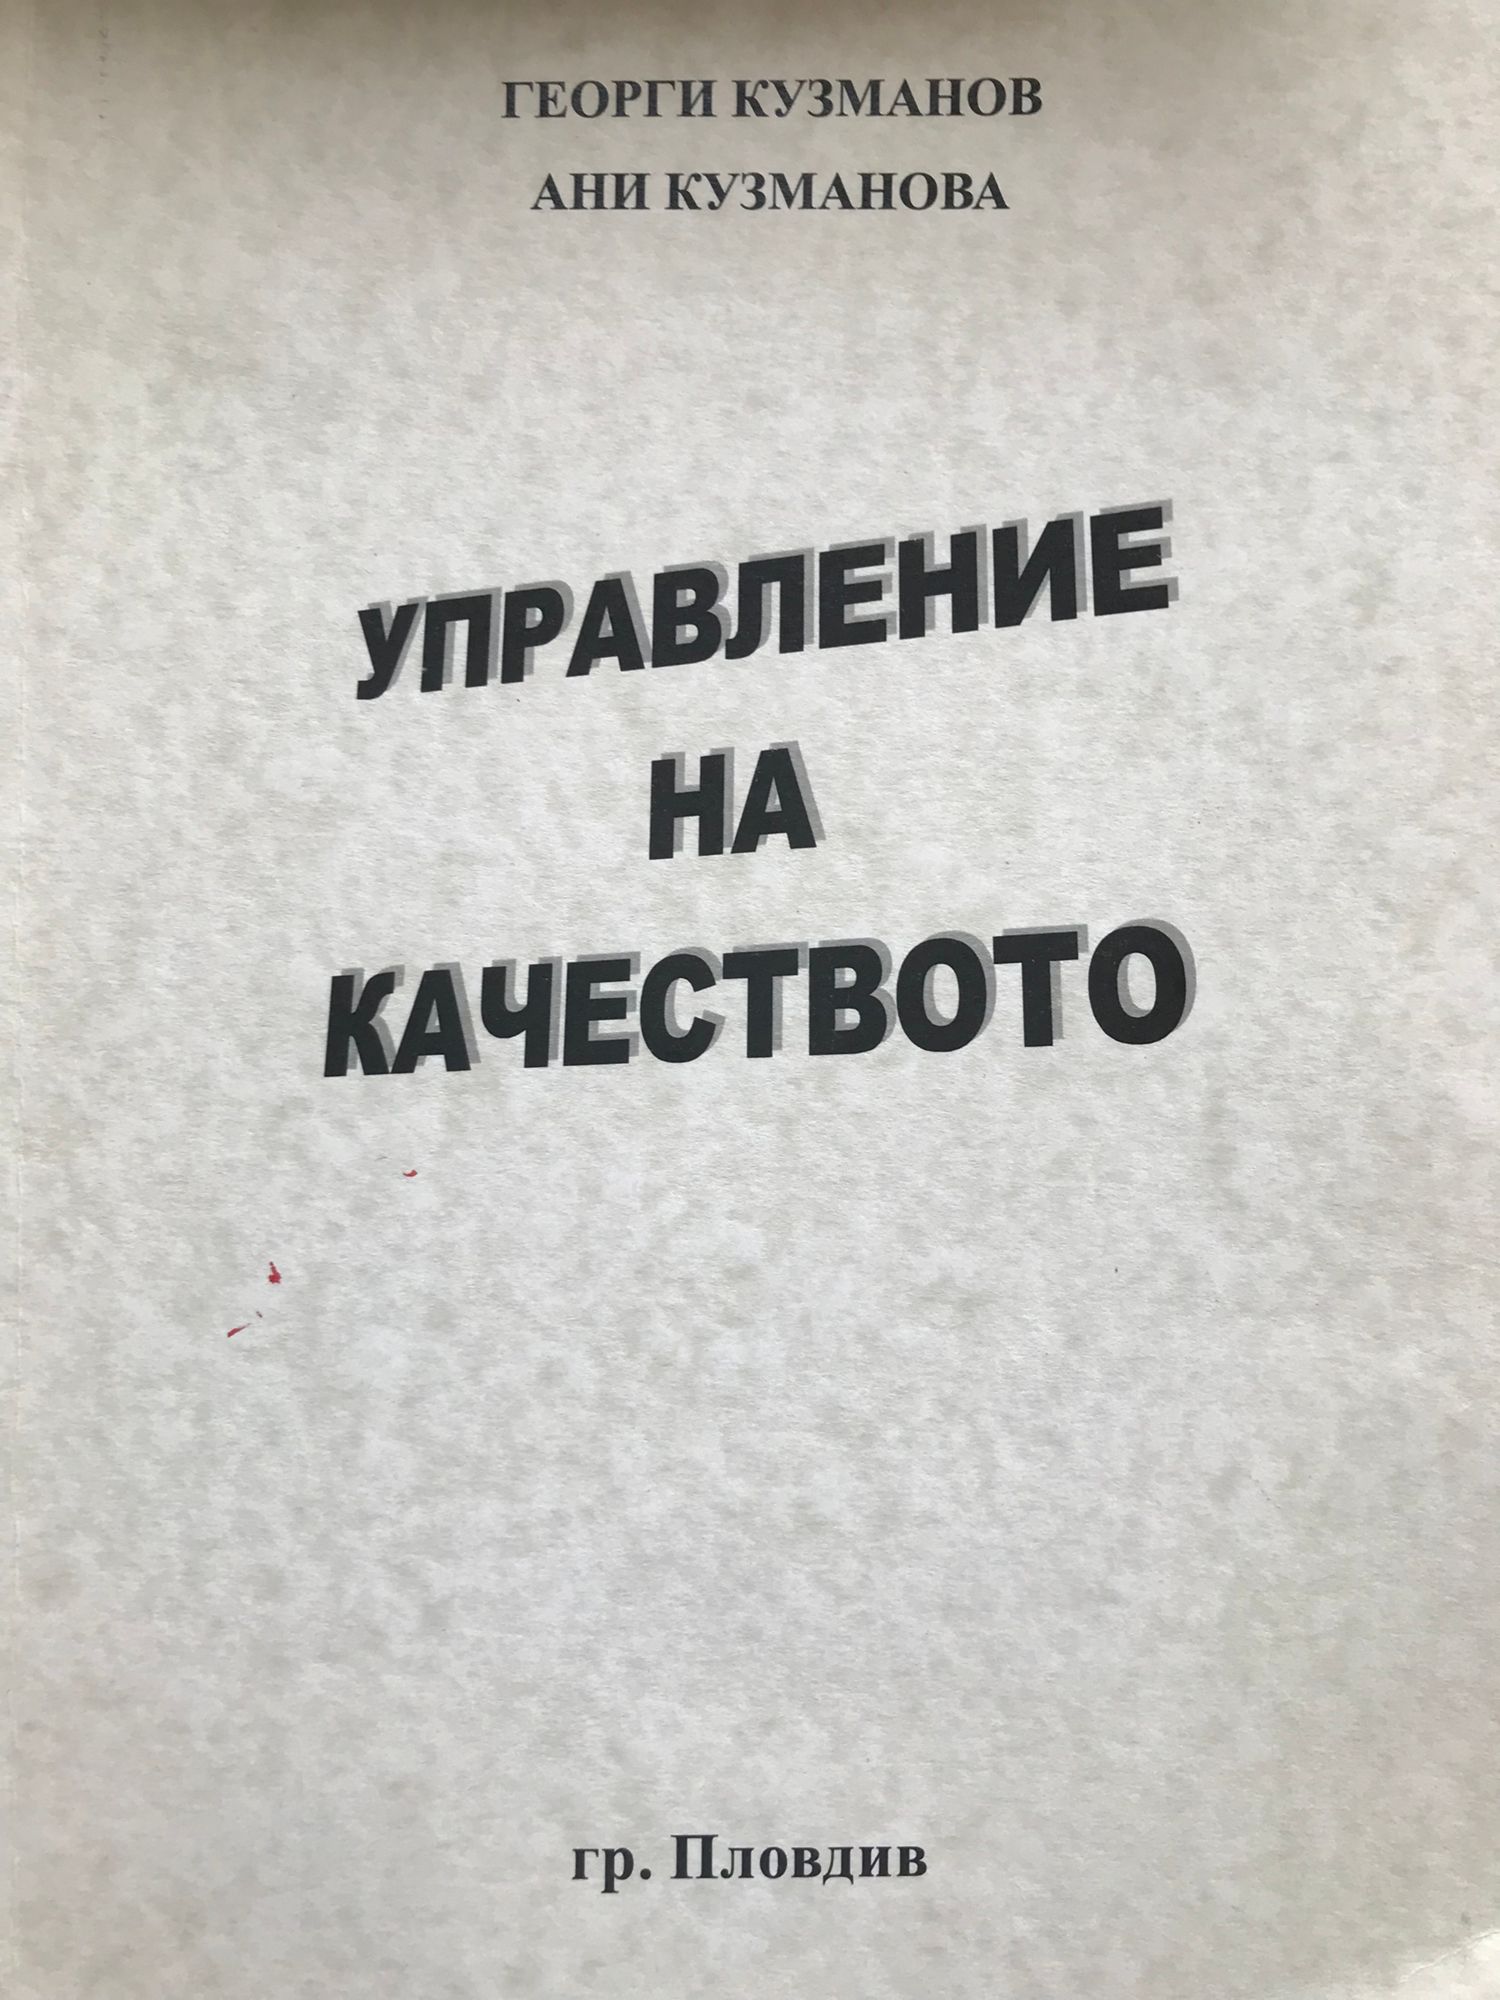 ГЕОРГИ КУЗМАНОВ
АНИ КУЗМАНОВА
УПРАВЛЕНИЕ
НА
КАЧЕСТВОТО
гр. Пловдив